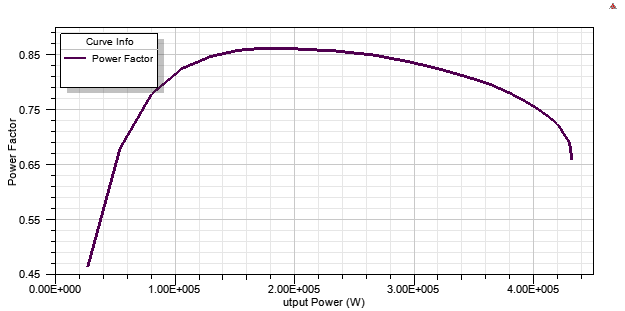 Curve Info
Power Factor
0.85
0.75
0.65
0.55
0.45
Power Factor
0.00E+000
1.00E+005
2.00E+005
3.00E+005
4.00E+005
utput Power (W)